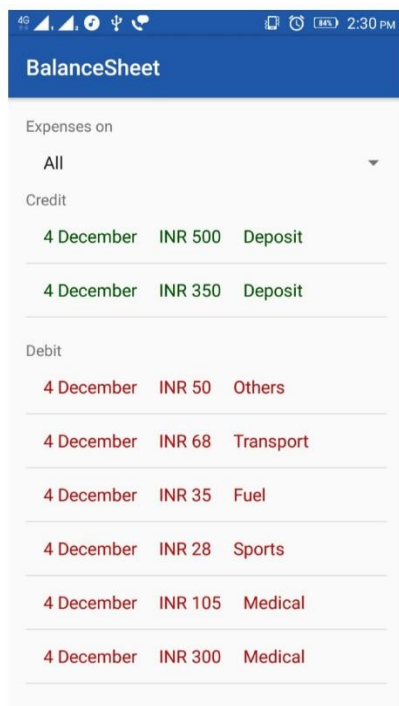 4G 84% 2:30 PM
BalanceSheet
Expenses on
All
Credit
4 December INR 500 Deposit
4 December INR 350 Deposit
Debit
4 December INR 50 Others
4 December INR 68 Transport
4 December INR 35 Fuel
4 December INR 28 Sports
4 December INR 105 Medical
4 December INR 300 Medical